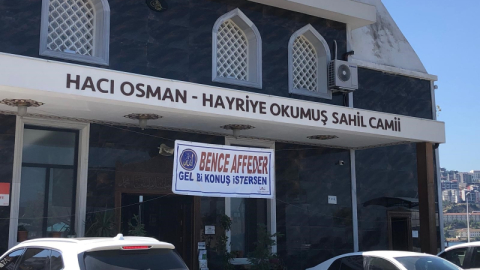 HACI OSMAN - HAYRİYE OKUMUŞ SAHİL CAMİİ
BENCE AFFEDER
GEL Bİ KONUŞ İSTERSEN